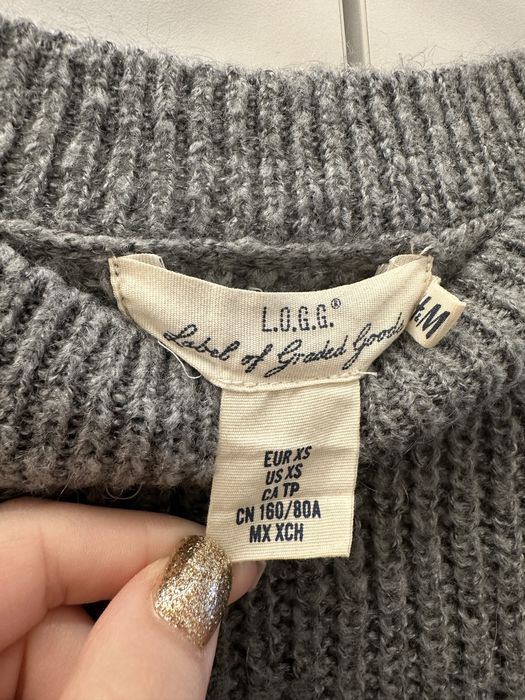 L.O.G.G.®
Label of Graded Goods
H&M
EUR XS
US XS
CA TP
CN 160/80A
MX XCH